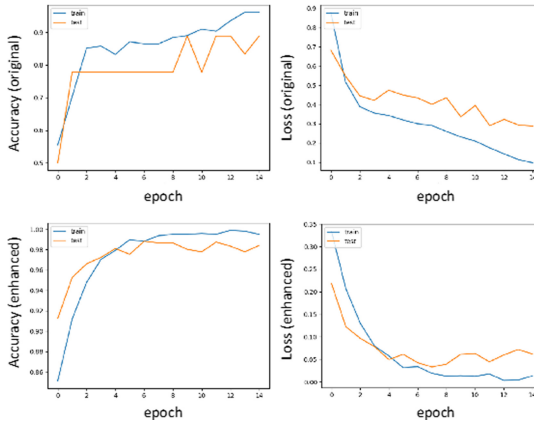 train
test
0.9
0.8
0.7
0.6
0.5
0 2 4 6 8 10 12 14
epoch
Accuracy (original)
train
test
0.9
0.8
0.7
0.6
0.5
0.4
0.3
0.2
0.1
0 2 4 6 8 10 12 14
epoch
Loss (original)
train
test
1.00
0.98
0.96
0.94
0.92
0.90
0.88
0.86
0 2 4 6 8 10 12 14
epoch
Accuracy (enhanced)
train
test
0.35
0.30
0.25
0.20
0.15
0.10
0.05
0.00
0 2 4 6 8 10 12 14
epoch
Loss (enhanced)